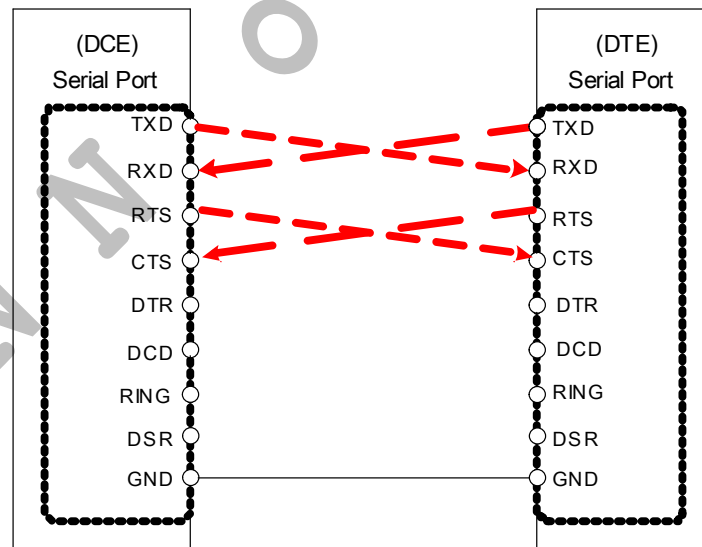 (DCE)
Serial Port
TXD
RXD
RTS
CTS
DTR
DCD
RING
DSR
GND
(DTE)
Serial Port
TXD
RXD
RTS
CTS
DTR
DCD
RING
DSR
GND